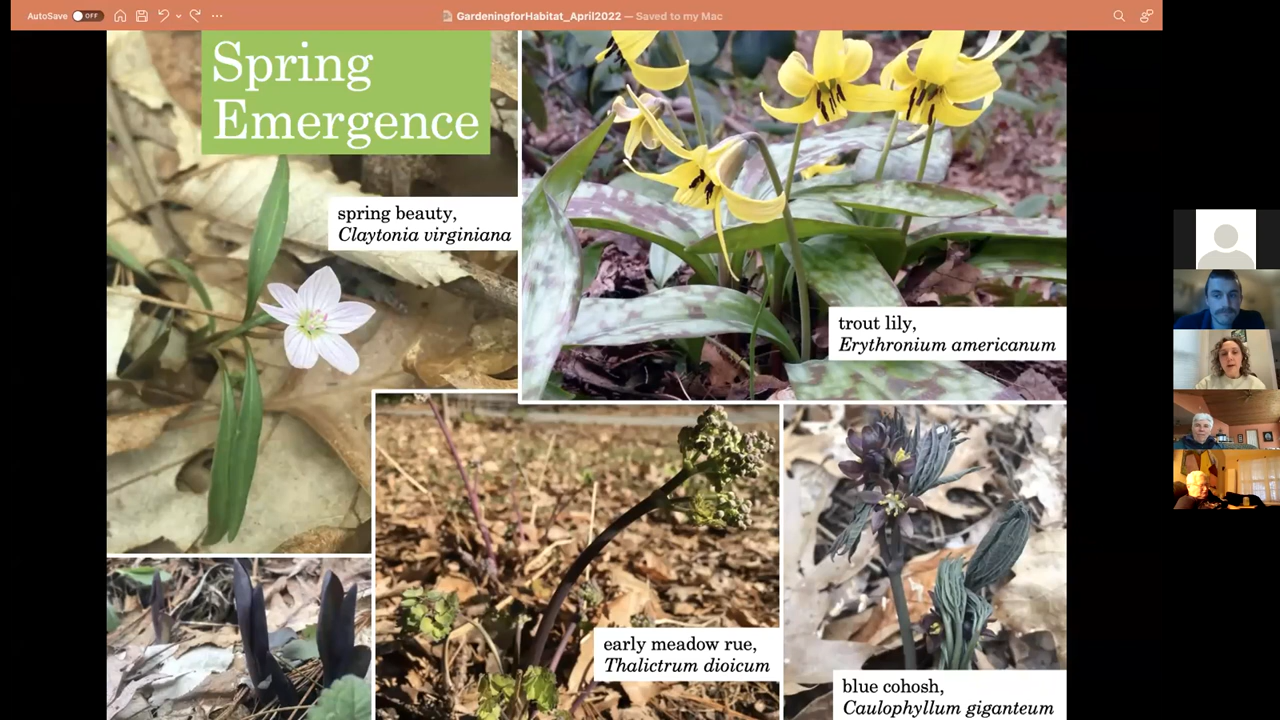 AutoSave OFF
GardeningforHabitat_April2022 — Saved to my Mac
Spring
Emergence
spring beauty,
Claytonia virginiana
trout lily,
Erythronium americanum
early meadow rue,
Thalictrum dioicum
blue cohosh,
Caulophyllum giganteum